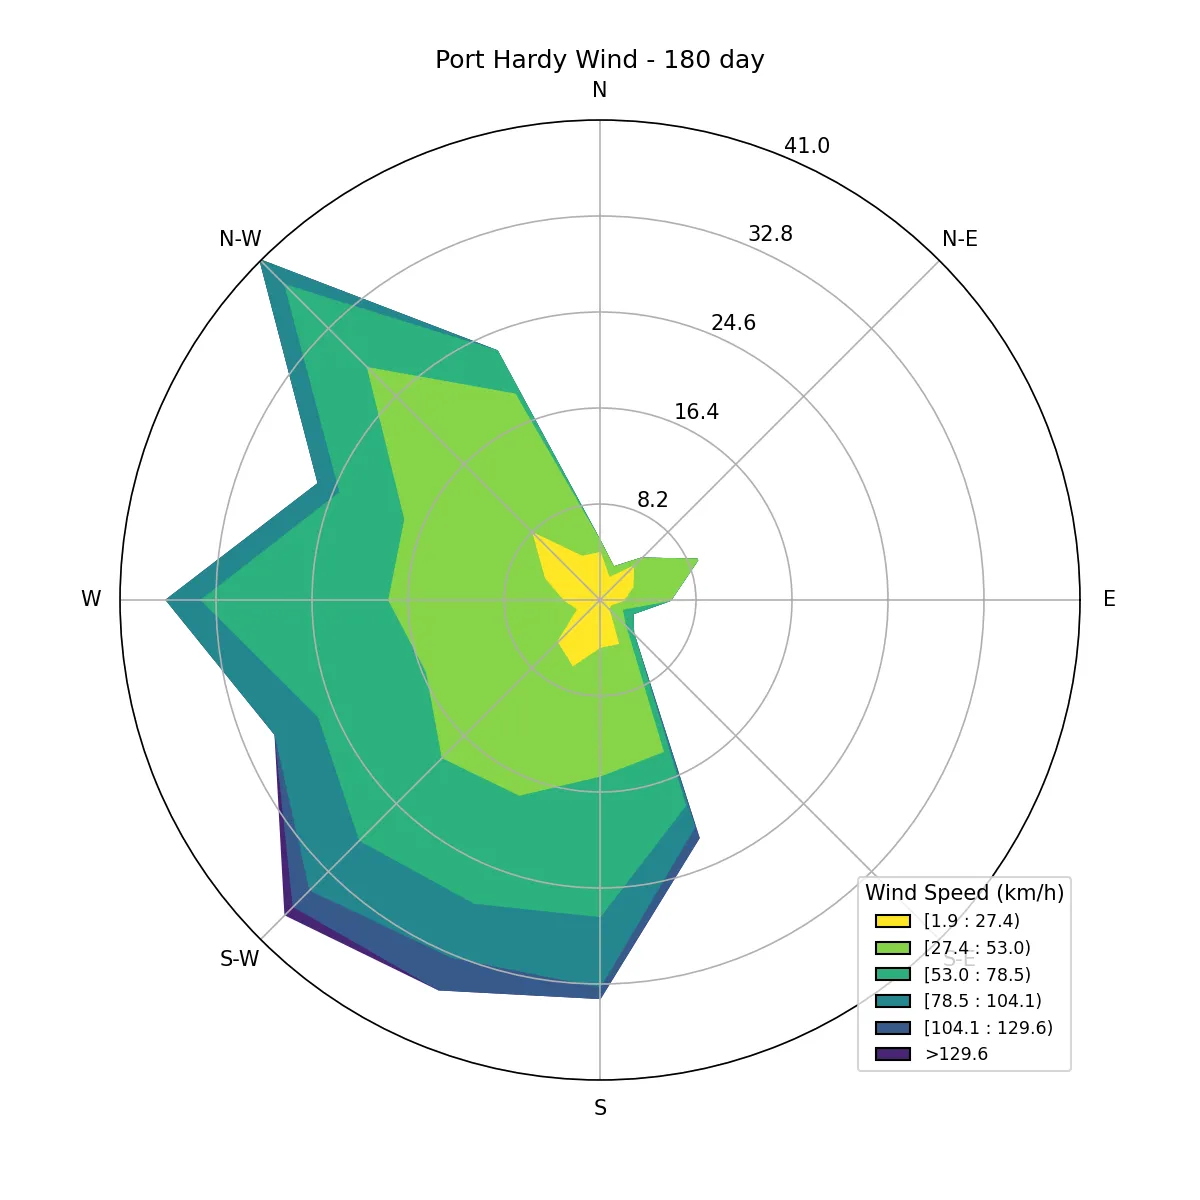 Port Hardy Wind - 180 day
N
41.0
32.8
N-W
N-E
24.6
16.4
8.2
W
E
S-W
S-E
Wind Speed (km/h)
[1.9 : 27.4)
[27.4 : 53.0)
[53.0 : 78.5)
[78.5 : 104.1)
[104.1 : 129.6)
>129.6
S